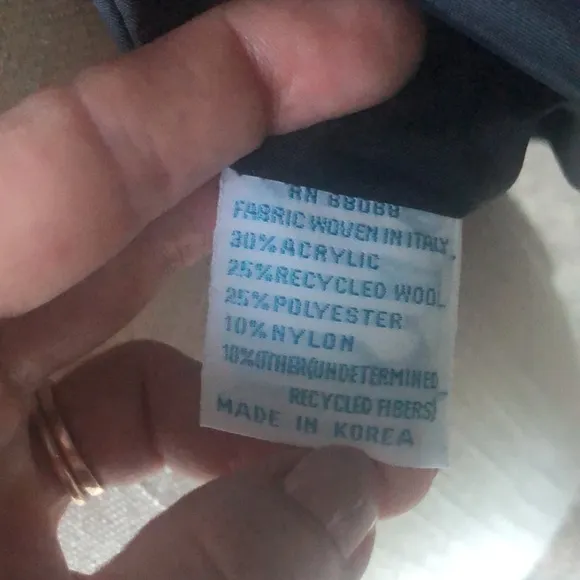 RN 88088
FABRIC WOVEN IN ITALY.
30% ACRYLIC
25% RECYCLED WOOL
25% POLYESTER
10% NYLON
10% OTHER(UNDETERMINED
RECYCLED FIBERS)
MADE IN KOREA